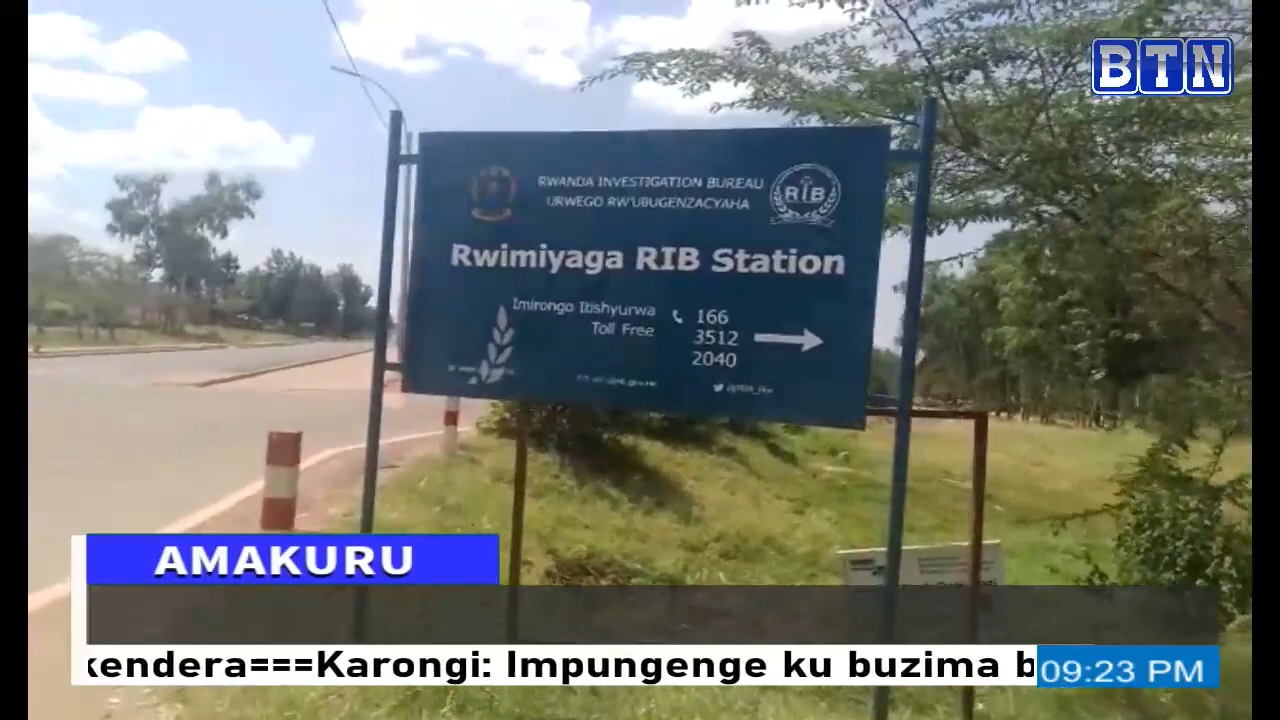 BTN
RWANDA INVESTIGATION BUREAU
URWEGO RW'UBUGENZACYAHA
RIB
Rwimiyaga RIB Station
Imirongo Itishyurwa
Toll Free
166
3512
2040
AMAKURU
kendera===Karongi: Impungenge ku buzima b
09:23 PM